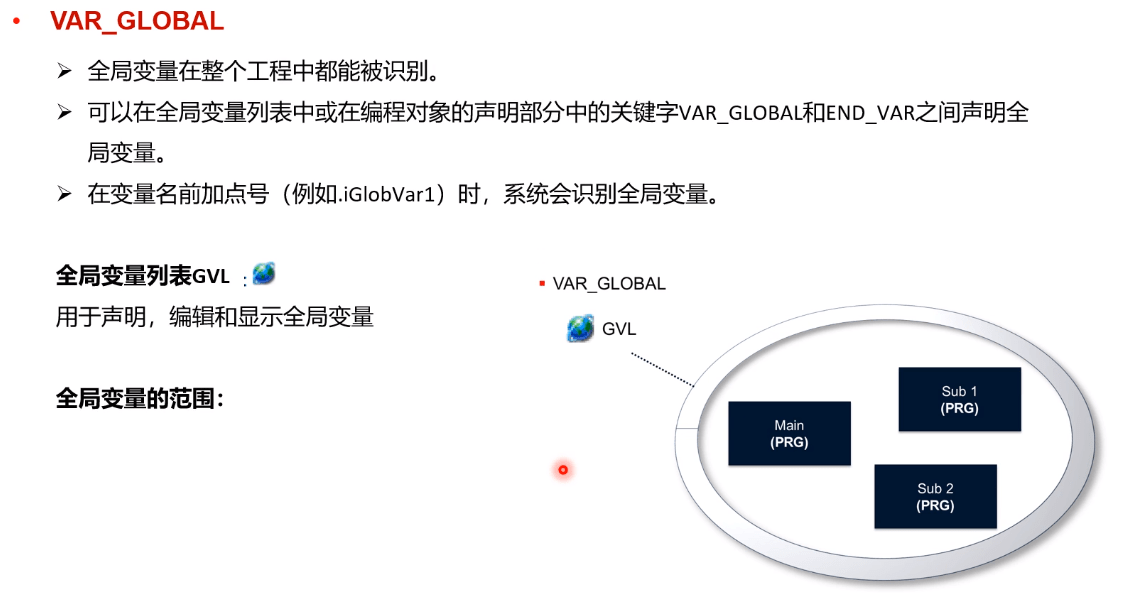 • VAR_GLOBAL
➢ 全局变量在整个工程中都能被识别。
➢ 可以在全局变量列表中或在编程对象的声明部分中的关键字VAR_GLOBAL和END_VAR之间声明全
局变量。
➢ 在变量名前加点号（例如.iGlobVar1）时，系统会识别全局变量。
全局变量列表GVL ：
用于声明，编辑和显示全局变量
全局变量的范围：
▪ VAR_GLOBAL
GVL
Sub 1
(PRG)
Main
(PRG)
Sub 2
(PRG)